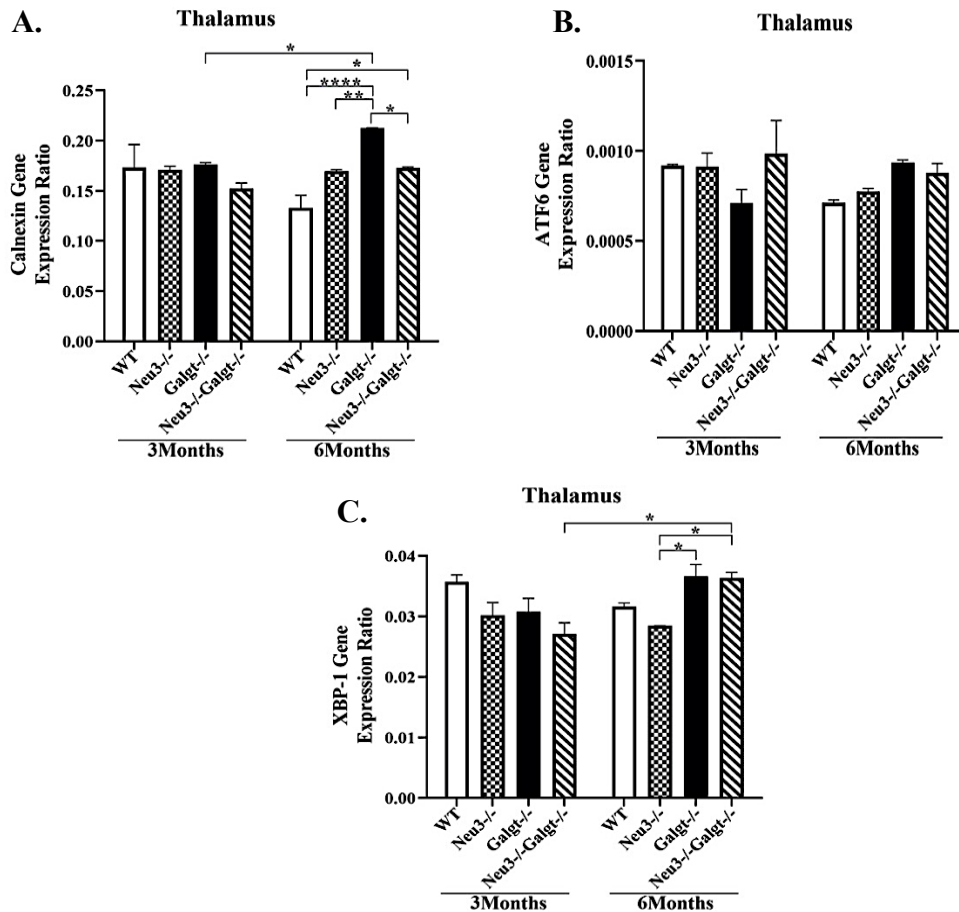 A.
Thalamus
*
*
****
**
*
Calnexin Gene
Expression Ratio
0.25
0.20
0.15
0.10
0.05
0.00
WT
Neu3-/-
Galgt-/-
Neu3-/-Galgt-/-
WT
Neu3-/-
Galgt-/-
Neu3-/-Galgt-/-
3Months
6Months
B.
Thalamus
ATF6 Gene
Expression Ratio
0.0015
0.0010
0.0005
0.0000
WT
Neu3-/-
Galgt-/-
Neu3-/-Galgt-/-
WT
Neu3-/-
Galgt-/-
Neu3-/-Galgt-/-
3Months
6Months
C.
Thalamus
*
*
*
XBP-1 Gene
Expression Ratio
0.04
0.03
0.02
0.01
0.00
WT
Neu3-/-
Galgt-/-
Neu3-/-Galgt-/-
WT
Neu3-/-
Galgt-/-
Neu3-/-Galgt-/-
3Months
6Months